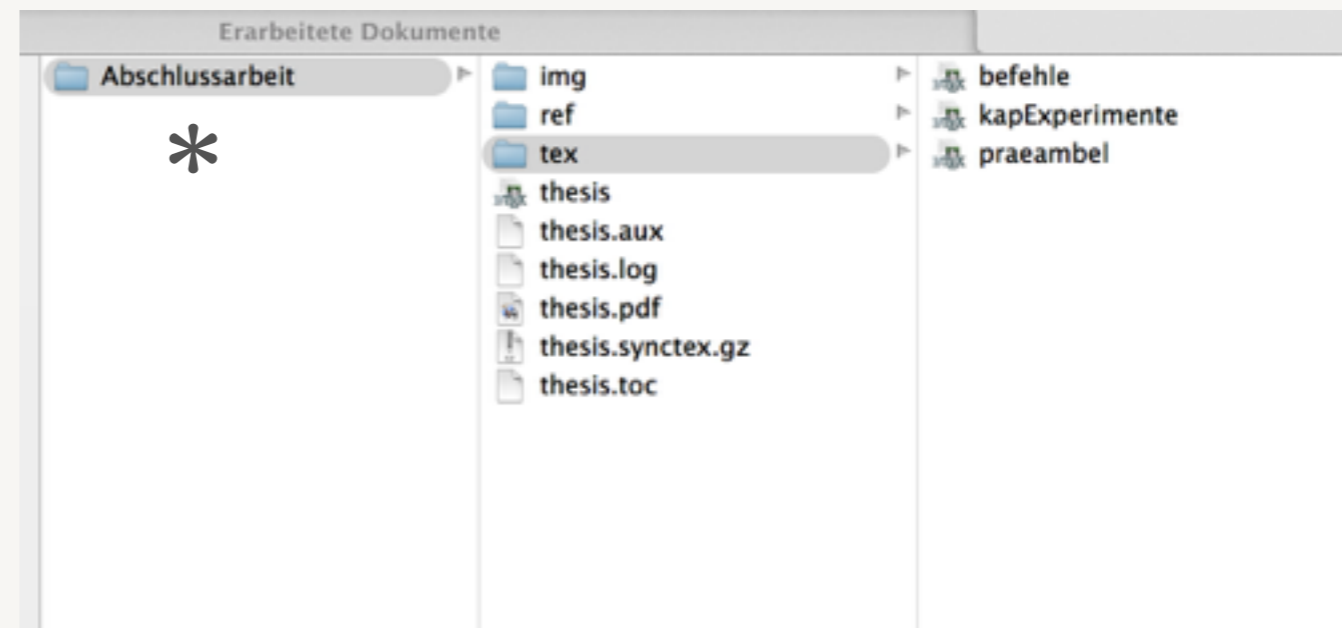 Erarbeitete Dokumente
Abschlussarbeit
*
img
ref
tex
thesis
thesis.aux
thesis.log
thesis.pdf
thesis.synctex.gz
thesis.toc
befehle
kapExperimente
praeambel